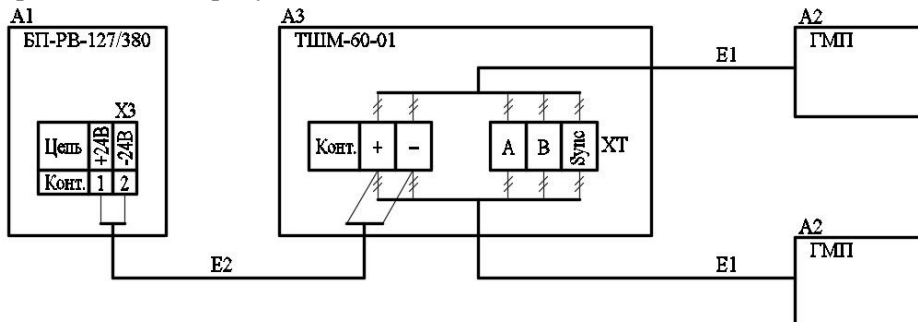 A1
БП-РВ-127/380
X3
Цепь
+24В
-24В
Конт.
1
2
E2
A3
ТШМ-60-01
Конт.
+
−
A
B
Sync
XT
E1
A2
ГМП
E1
A2
ГМП